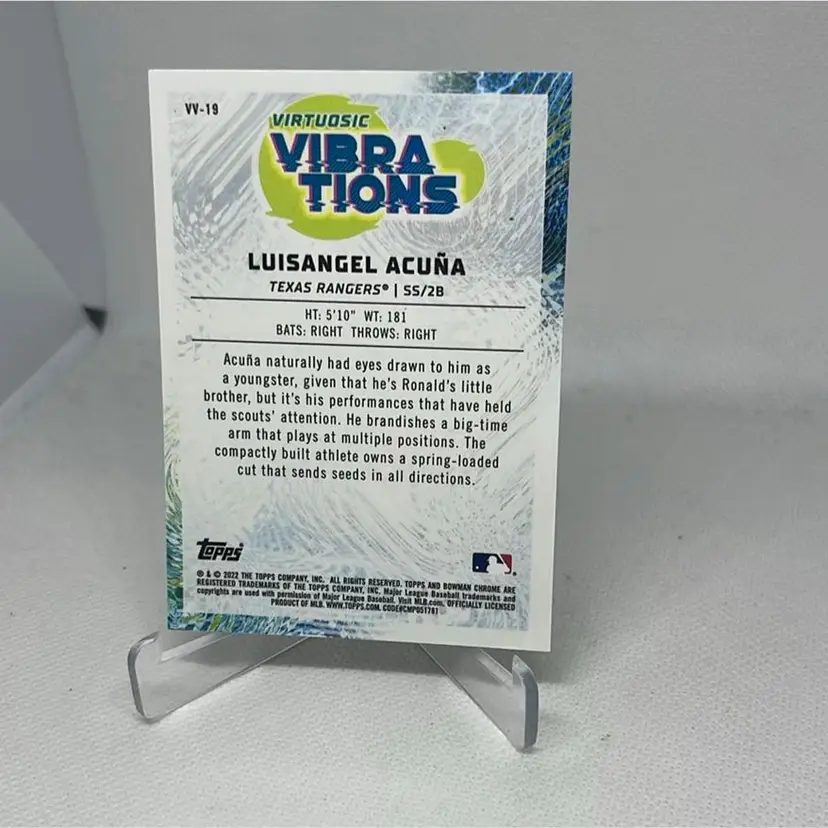 VV-19
VIRTUOSIC
VIBRA
TIONS
LUISANGEL ACUÑA
TEXAS RANGERS® | SS/2B
HT: 5'10" WT: 181
BATS: RIGHT THROWS: RIGHT
Acuña naturally had eyes drawn to him as
a youngster, given that he's Ronald's little
brother, but it's his performances that have held
the scouts' attention. He brandishes a big-time
arm that plays at multiple positions. The
compactly built athlete owns a spring-loaded
cut that sends seeds in all directions.
Topps
® & © 2022 THE TOPPS COMPANY, INC. ALL RIGHTS RESERVED. TOPPS AND BOWMAN CHROME ARE
REGISTERED TRADEMARKS OF THE TOPPS COMPANY, INC. Major League Baseball trademarks and
copyrights are used with permission of Major League Baseball. Visit MLB.com. OFFICIALLY LICENSED
PRODUCT OF MLB. WWW.TOPPS.COM. CODE#CMP051781